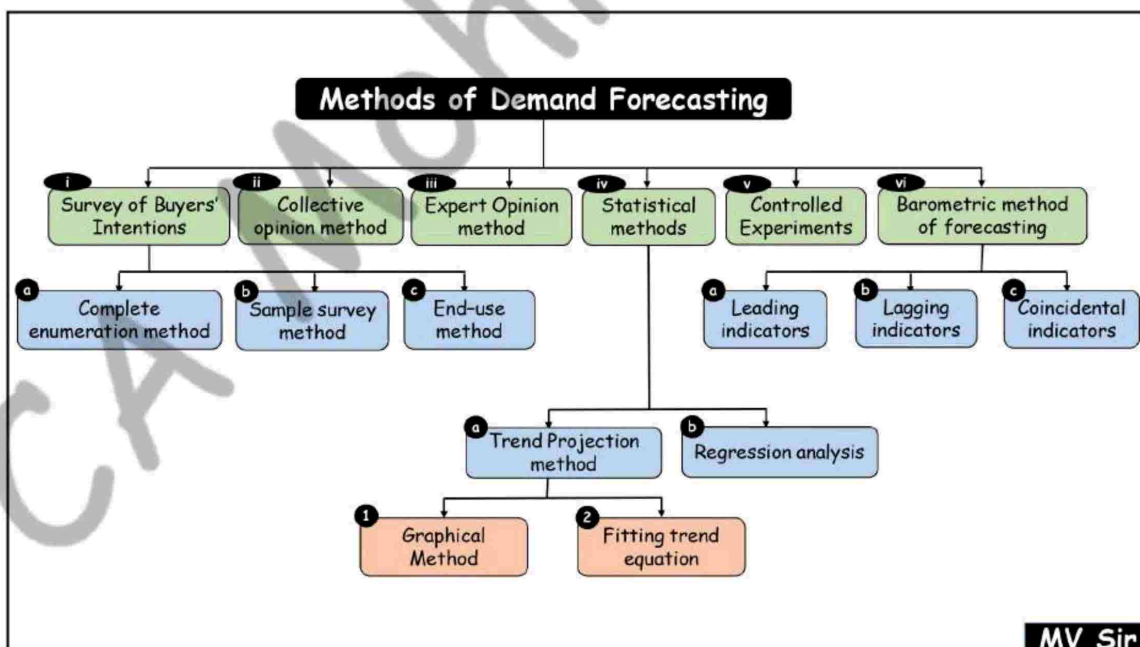 Methods of Demand Forecasting
i
Survey of Buyers'
Intentions
ii
Collective
opinion method
iii
Expert Opinion
method
iv
Statistical
methods
v
Controlled
Experiments
vi
Barometric method
of forecasting
a
Complete
enumeration method
b
Sample survey
method
c
End-use
method
a
Leading
indicators
b
Lagging
indicators
c
Coincidental
indicators
a
Trend Projection
method
b
Regression analysis
1
Graphical
Method
2
Fitting trend
equation
CA Moh
MV Sir